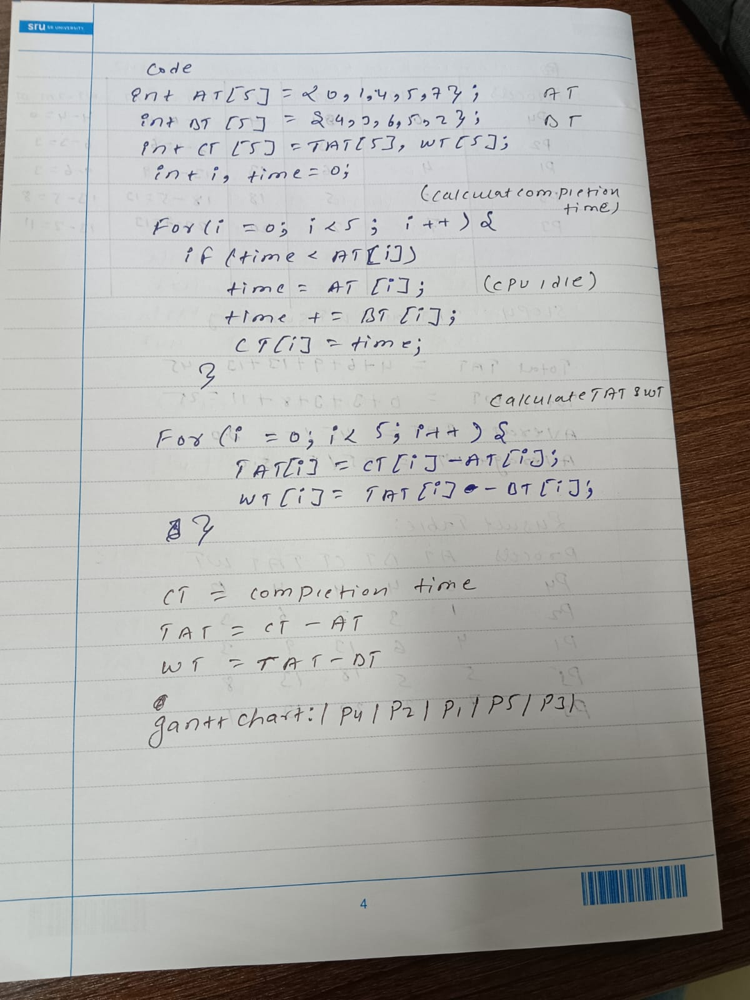 sru SR UNIVERSITY
Code
int AT[5] = { 0, 1, 4, 5, 7 }; AT
int BT [5] = { 4, 3, 6, 5, 2 }; BT
int CT [5] = TAT[5], WT[5];
int i, time = 0;
(calculat completion
time)
For (i = 0; i < 5 ; i ++ ) {
if (time < AT[i])
time = AT [i]; (CPU idle)
time += BT [i];
CT[i] = time;
}
Calculate TAT & WT
For (i = 0; i < 5; i++ ) {
TAT[i] = CT [i] - AT[i];
WT [i] = TAT [i] - BT [i];
}
CT = completion time
TAT = CT - AT
WT = TAT - BT
gantt chart: | P4 | P2 | P1 | P5 | P3 |
4